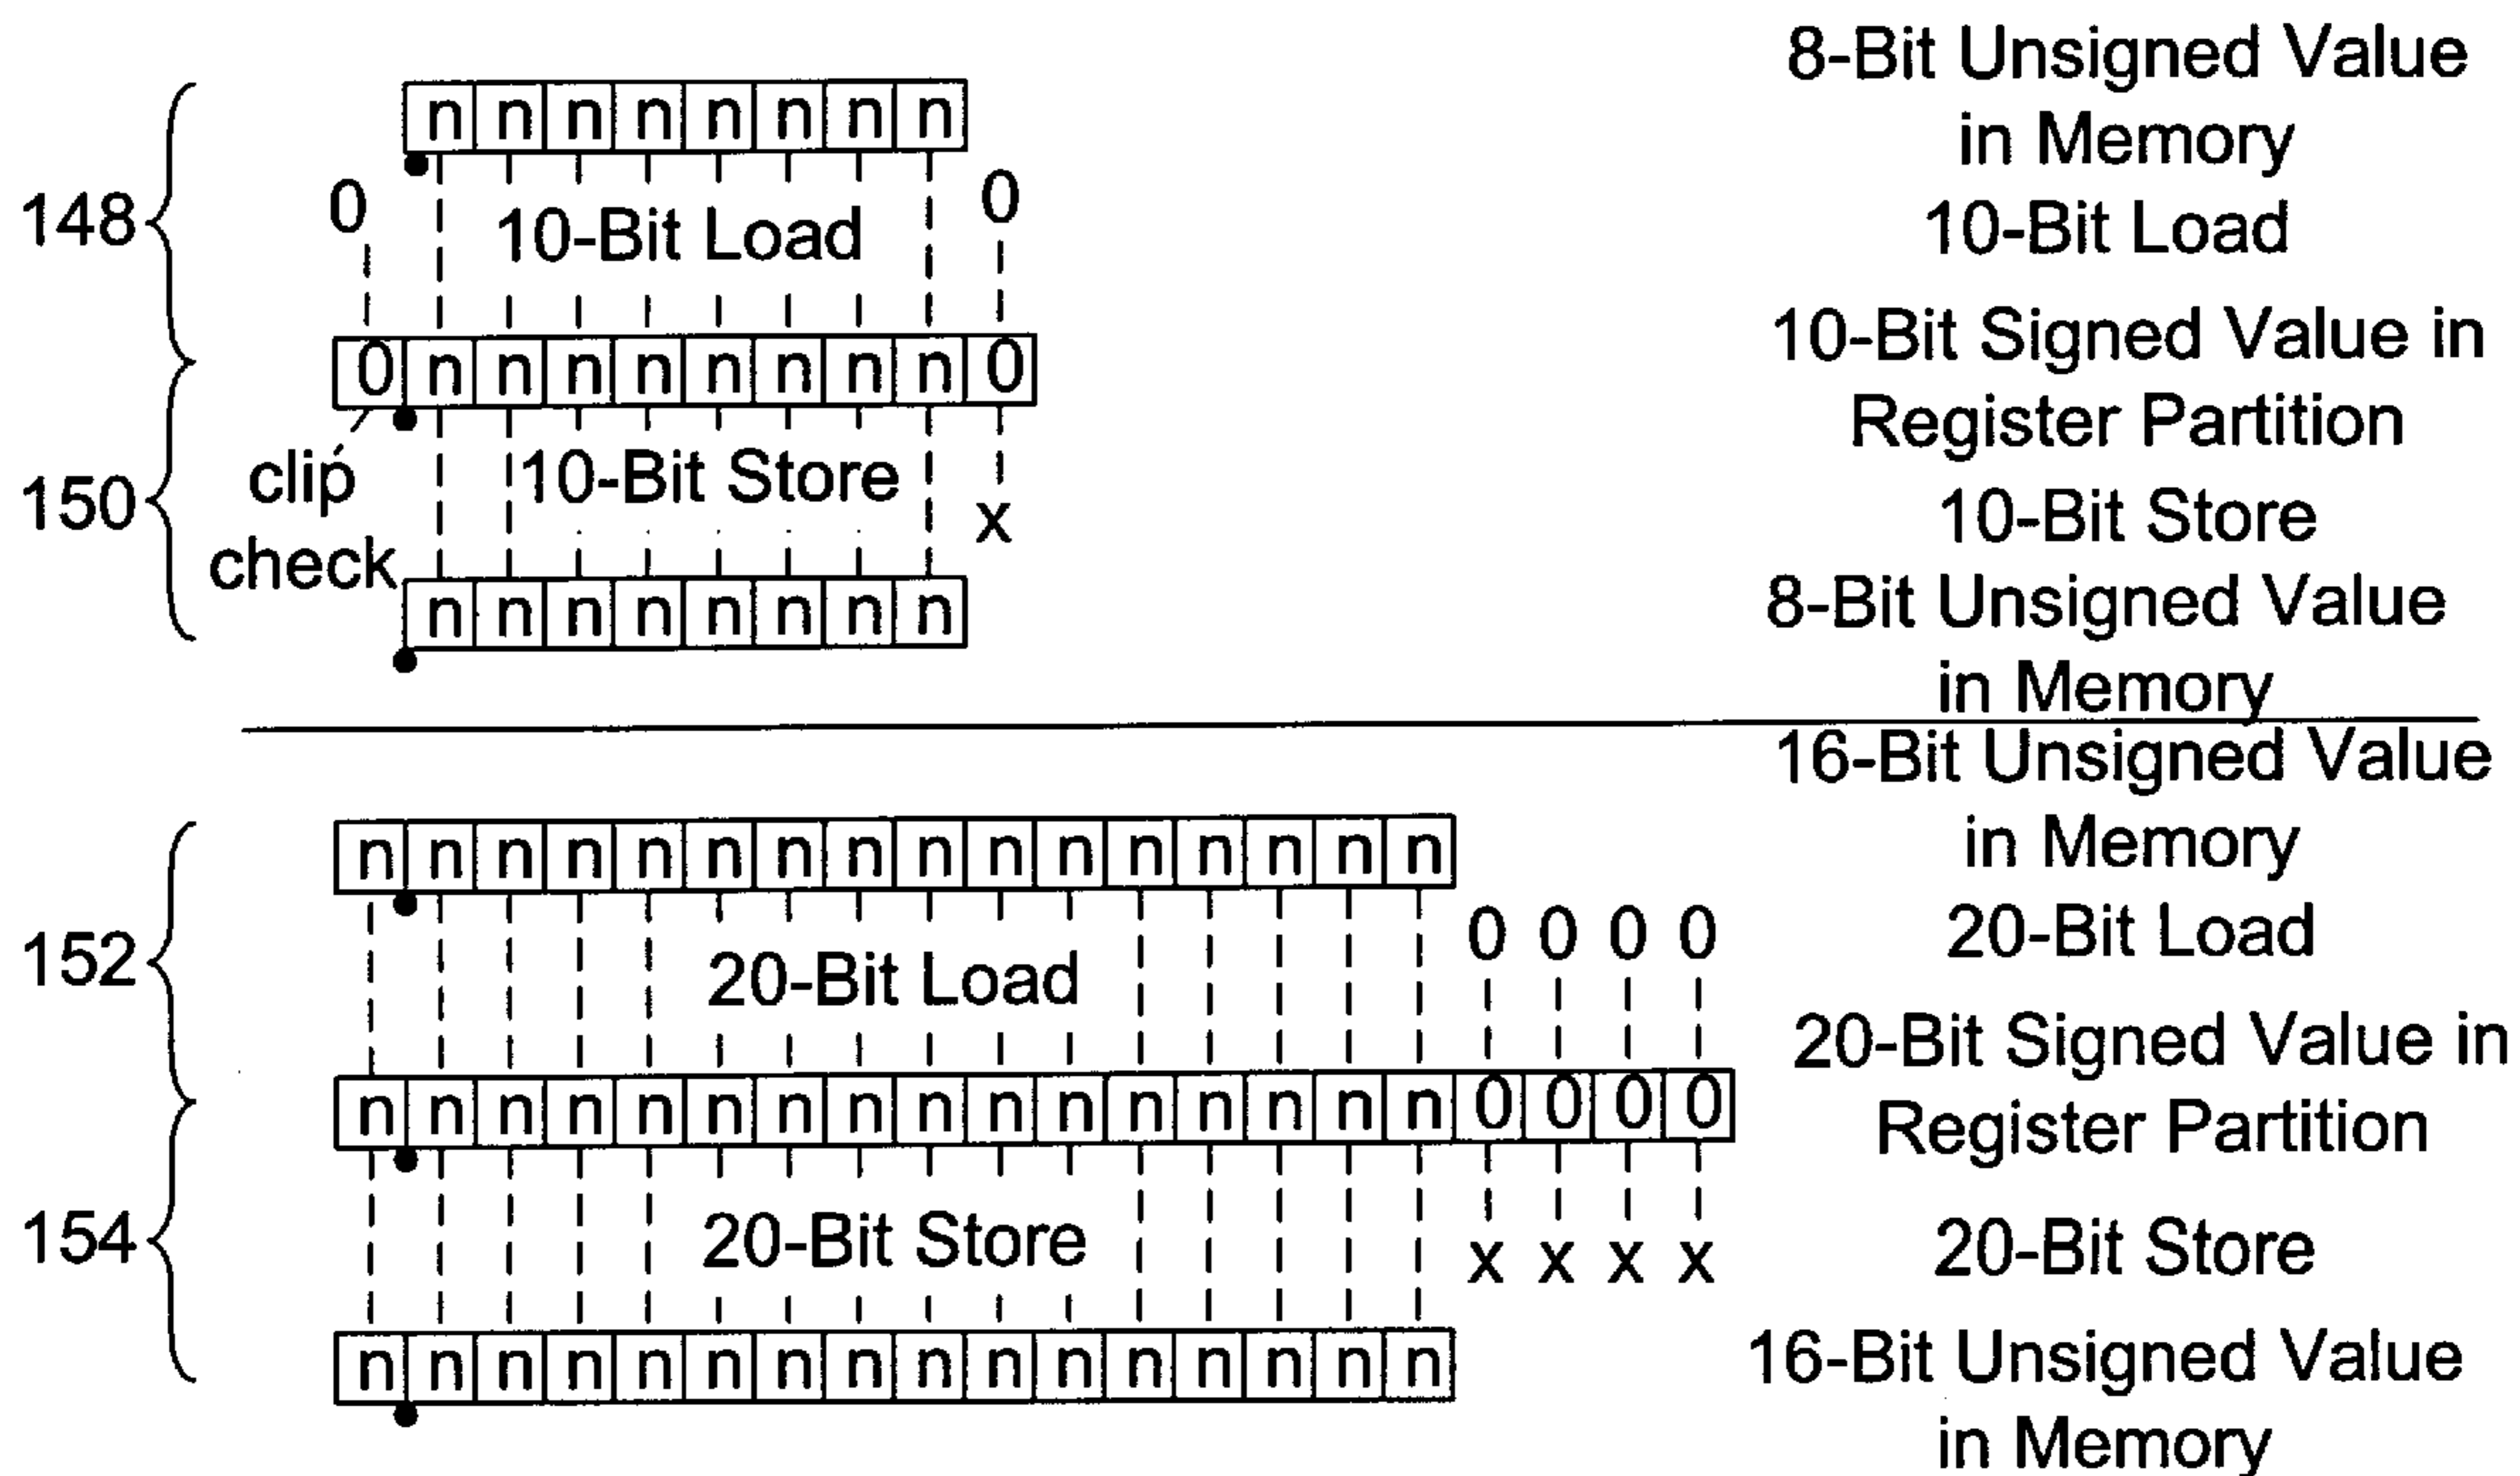 8-Bit Unsigned Value
in Memory
n n n n n n n n
148
0
10-Bit Load
0
10-Bit Load
10-Bit Signed Value in
Register Partition
0 n n n n n n n n 0
150
clip
check
10-Bit Store
x
10-Bit Store
8-Bit Unsigned Value
in Memory
n n n n n n n n
16-Bit Unsigned Value
in Memory
n n n n n n n n n n n n n n n n
152
20-Bit Load
0 0 0 0
20-Bit Load
20-Bit Signed Value in
Register Partition
n n n n n n n n n n n n n n n n 0 0 0 0
154
20-Bit Store
x x x x
20-Bit Store
n n n n n n n n n n n n n n n n
16-Bit Unsigned Value
in Memory